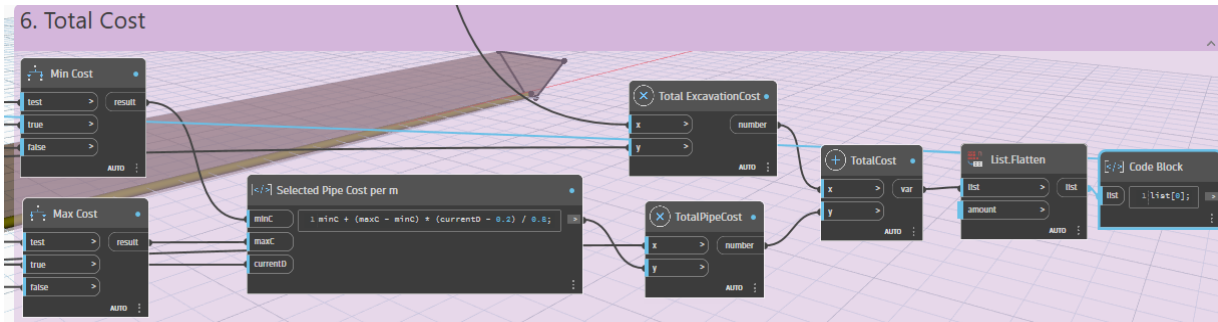 6. Total Cost
Min Cost
test >
true >
false >
result
AUTO
Max Cost
test >
true >
false >
result
AUTO
Selected Pipe Cost per m
minC
maxC
currentD
1 minC + (maxC - minC) * (currentD - 0.2) / 0.8;
>
Total ExcavationCost
x >
y >
number
AUTO
TotalPipeCost
x >
y >
number
AUTO
TotalCost
x >
y >
var
AUTO
List.Flatten
list >
amount >
list
AUTO
Code Block
list
1 list[0];
>